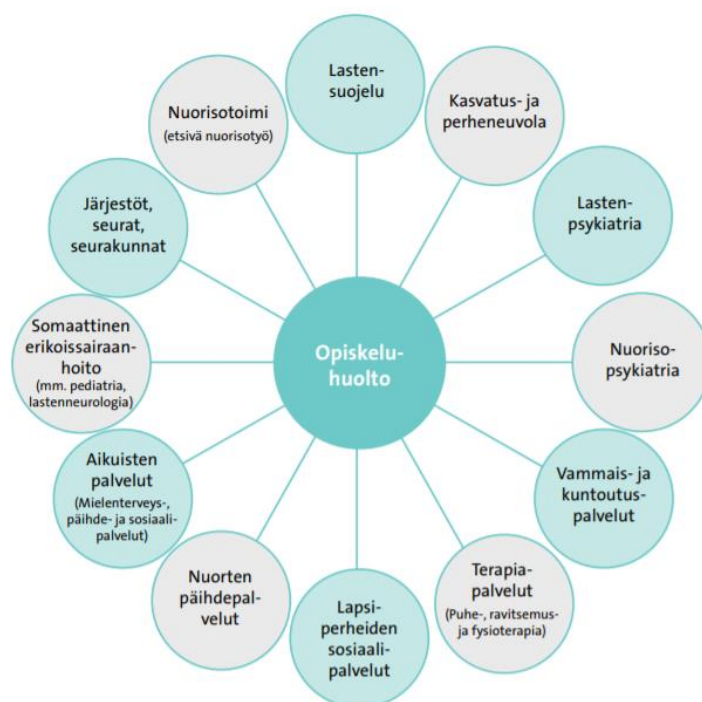 Lasten-
suojelu
Kasvatus- ja
perheneuvola
Lasten-
psykiatria
Nuoriso-
psykiatria
Vammais- ja
kuntoutus-
palvelut
Terapia-
palvelut
(Puhe-, ravitsemus-
ja fysioterapia)
Lapsi-
perheiden
sosiaali-
palvelut
Nuorten
päihdepal-
velut
Aikuisten
palvelut
(Mielenterveys-,
päihde- ja sosiaali-
palvelut)
Somaattinen
erikoissairaan-
hoito
(mm. pediatria,
lastenneurologia)
Järjestöt,
seurat,
seurakunnat
Nuorisotoimi
(etsivä nuorisotyö)
Opiskelu-
huolto